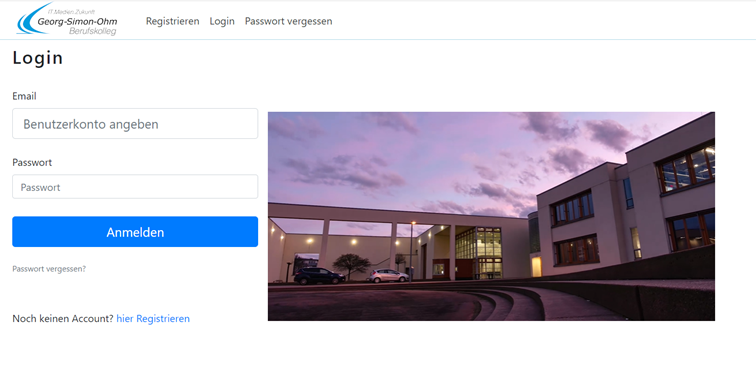 IT Medien Zukunft
Georg-Simon-Ohm
Berufskolleg
Registrieren Login Passwort vergessen
Login
Email
Benutzerkonto angeben
Passwort
Passwort
Anmelden
Passwort vergessen?
Noch keinen Account? hier Registrieren